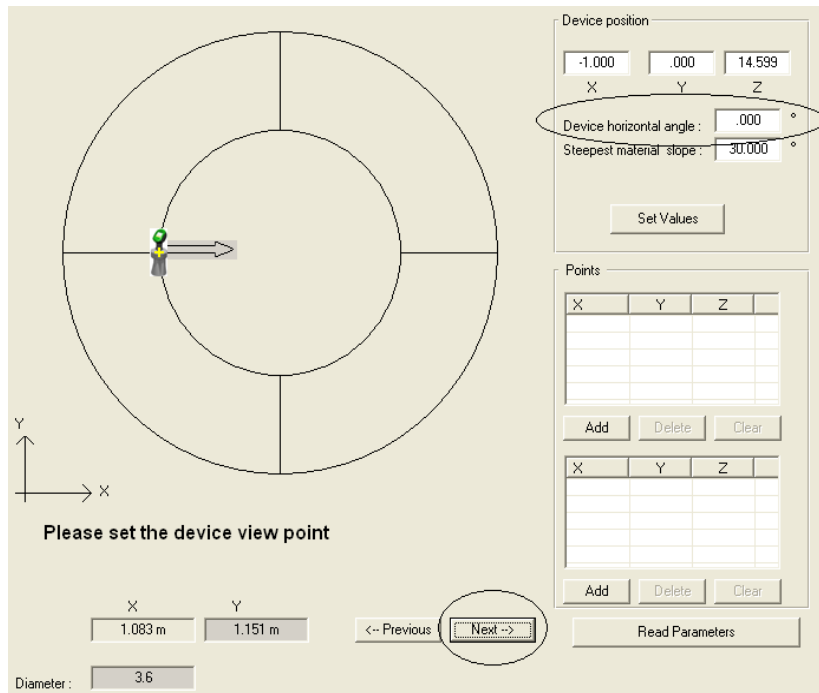 Device position
-1.000 .000 14.599
X Y Z
Device horizontal angle : .000 °
Steepest material slope : 30.000 °
Set Values
Points
X Y Z
Add Delete Clear
X Y Z
Add Delete Clear
Y
X
Please set the device view point
X Y
1.083 m 1.151 m
<-- Previous Next --> Read Parameters
Diameter : 3.6